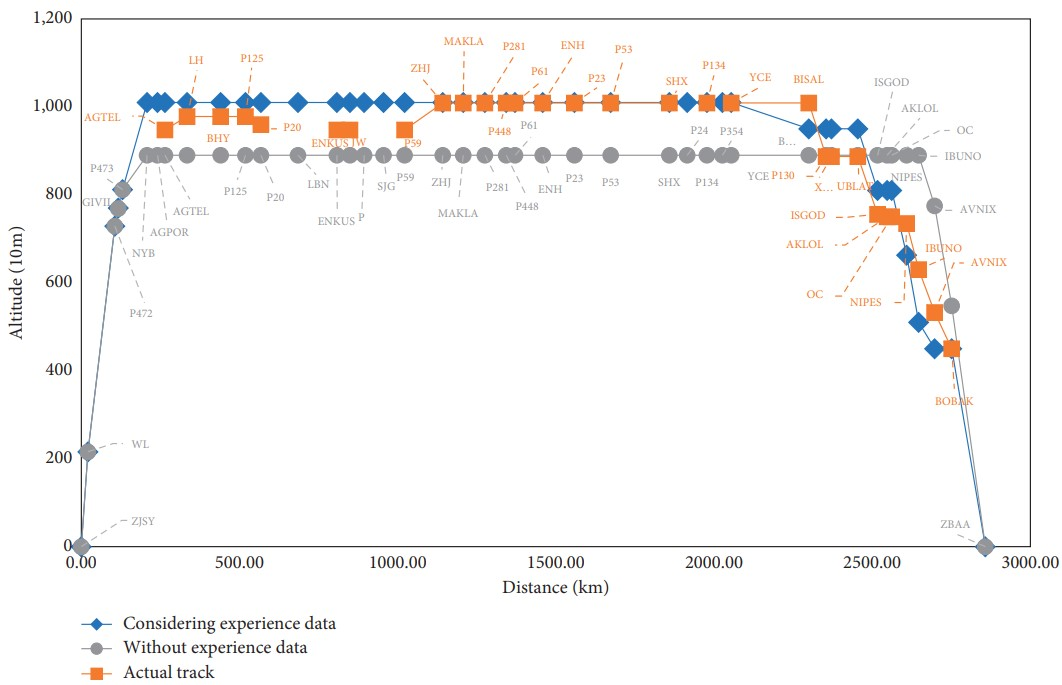 1,200
1,000
800
600
400
200
0
Altitude (10m)
0.00
500.00
1000.00
1500.00
2000.00
2500.00
3000.00
Distance (km)
AGTEL
LH
BHY
P125
P20
ENKUS
JW
P59
ZHJ
MAKLA
P281
P448
P61
ENH
P23
P53
SHX
P134
YCE
BISAL
P130
X...
UBLAT
ISGOD
AKLOL
OC
NIPES
IBUNO
AVNIX
BOBAK
ZJSY
WL
P472
GIVIL
P473
NYB
AGPOR
AGTEL
P125
P20
LBN
ENKUS
P
SJG
P59
ZHJ
MAKLA
P281
P448
P61
ENH
P23
P53
SHX
P24
P134
P354
YCE
B...
ISGOD
AKLOL
OC
NIPES
IBUNO
AVNIX
ZBAA
Considering experience data
Without experience data
Actual track